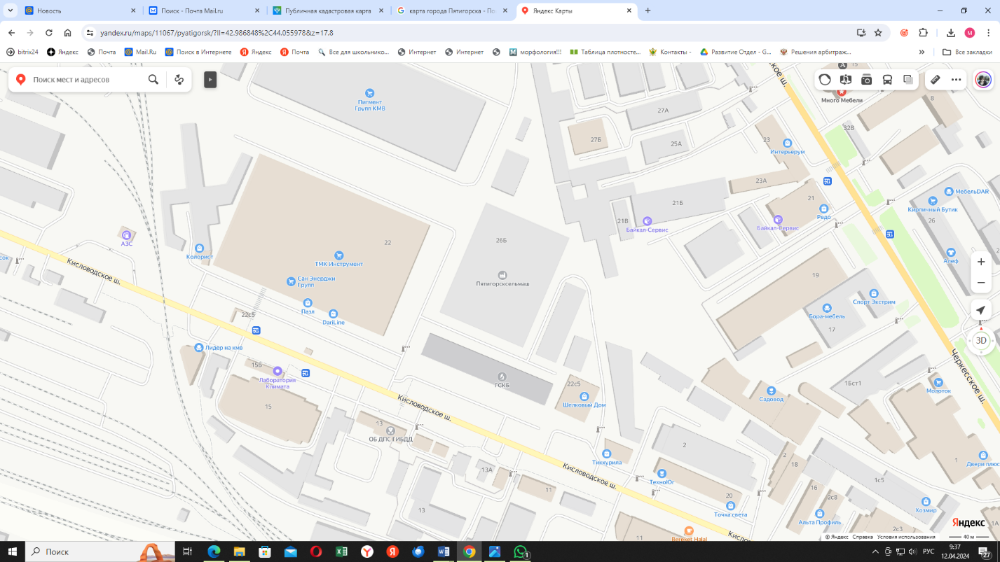 Новость
Поиск - Почта Mail.ru
Публичная кадастровая карта
карта города Пятигорска - По
Яндекс Карты
yandex.ru/maps/11067/pyatigorsk/?ll=42.986848%2C44.055978&z=17.8
M
bitrix24
Яндекс
Почта
Mail.Ru
Поиск в Интернете
Яндекс
Почта
Все для школьнико...
Интернет
Интернет
морфология!!!
Таблица плотносте...
Контакты -
Развитие Отдел - G...
Решения арбитраж...
Все закладки
Поиск мест и адресов
15
А
Много Мебели
8
Черкесское ш.
Пигмент
Групп КМВ
27А
27Б
25А
23
32В
Интерьерум
23А
21
21Б
21В
Байкал-Сервис
Байкал-Сервис
Редо
МебельDAR
Кирпичный Бутик
26
Алеф
АЗС
Колорист
22
ТМК-Инструмент
Сан Энерджи
Групп
Пазл
DariLine
26Б
Пятигорсксельмаш
19
Спорт Экстрим
Бора-мебель
17
3D
Кисловодское ш.
22с5
Лидер на кмв
15Б
Лаборатория
Климата
15
ГСКБ
22с5
Шелковый Дом
1Бст1
Садовод
Молоток
Черкесское ш.
Кисловодское ш.
13
ОБ ДПС ГИБДД
2
Тиккурила
13А
2
18
1
Двери плюс
Кисловодское ш.
ТехноЮг
11
13
20
Точка света
16
2с8
1с5
Альта Профиль
Хозмир
2с3
1А
11
Bereket Halal
Кисло
Яндекс
© Яндекс Справка Условия использования
40 м
Поиск
1
РУС
9:37
12.04.2024
27